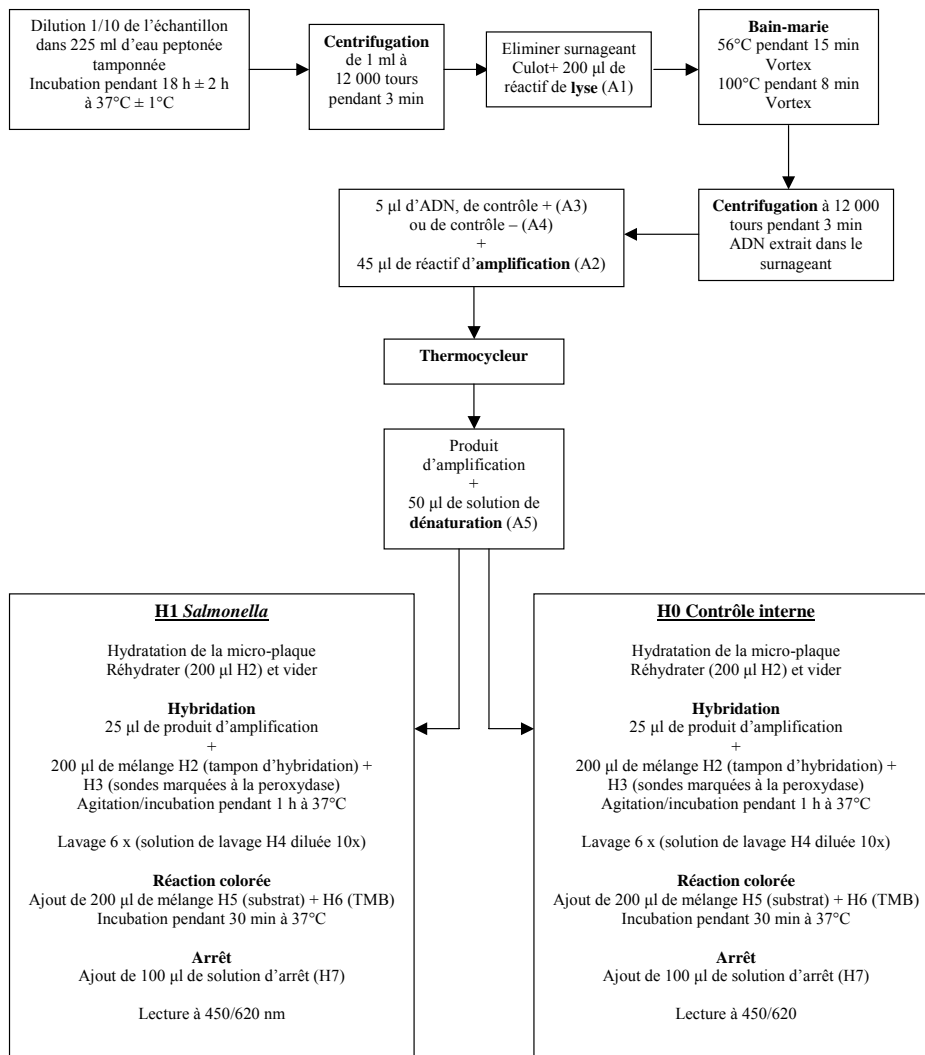 Dilution 1/10 de l'échantillon
dans 225 ml d'eau peptonée
tamponnée
Incubation pendant 18 h ± 2 h
à 37°C ± 1°C
Centrifugation
de 1 ml à
12 000 tours
pendant 3 min
Eliminer surnageant
Culot+ 200 µl de
réactif de lyse (A1)
Bain-marie
56°C pendant 15 min
Vortex
100°C pendant 8 min
Vortex
Centrifugation à 12 000
tours pendant 3 min
ADN extrait dans le
surnageant
5 µl d'ADN, de contrôle + (A3)
ou de contrôle – (A4)
+
45 µl de réactif d'amplification (A2)
Thermocycleur
Produit
d'amplification
+
50 µl de solution de
dénaturation (A5)
H1 Salmonella
Hydratation de la micro-plaque
Réhydrater (200 µl H2) et vider
Hybridation
25 µl de produit d'amplification
+
200 µl de mélange H2 (tampon d'hybridation) +
H3 (sondes marquées à la peroxydase)
Agitation/incubation pendant 1 h à 37°C
Lavage 6 x (solution de lavage H4 diluée 10x)
Réaction colorée
Ajout de 200 µl de mélange H5 (substrat) + H6 (TMB)
Incubation pendant 30 min à 37°C
Arrêt
Ajout de 100 µl de solution d'arrêt (H7)
Lecture à 450/620 nm
H0 Contrôle interne
Hydratation de la micro-plaque
Réhydrater (200 µl H2) et vider
Hybridation
25 µl de produit d'amplification
+
200 µl de mélange H2 (tampon d'hybridation) +
H3 (sondes marquées à la peroxydase)
Agitation/incubation pendant 1 h à 37°C
Lavage 6 x (solution de lavage H4 diluée 10x)
Réaction colorée
Ajout de 200 µl de mélange H5 (substrat) + H6 (TMB)
Incubation pendant 30 min à 37°C
Arrêt
Ajout de 100 µl de solution d'arrêt (H7)
Lecture à 450/620